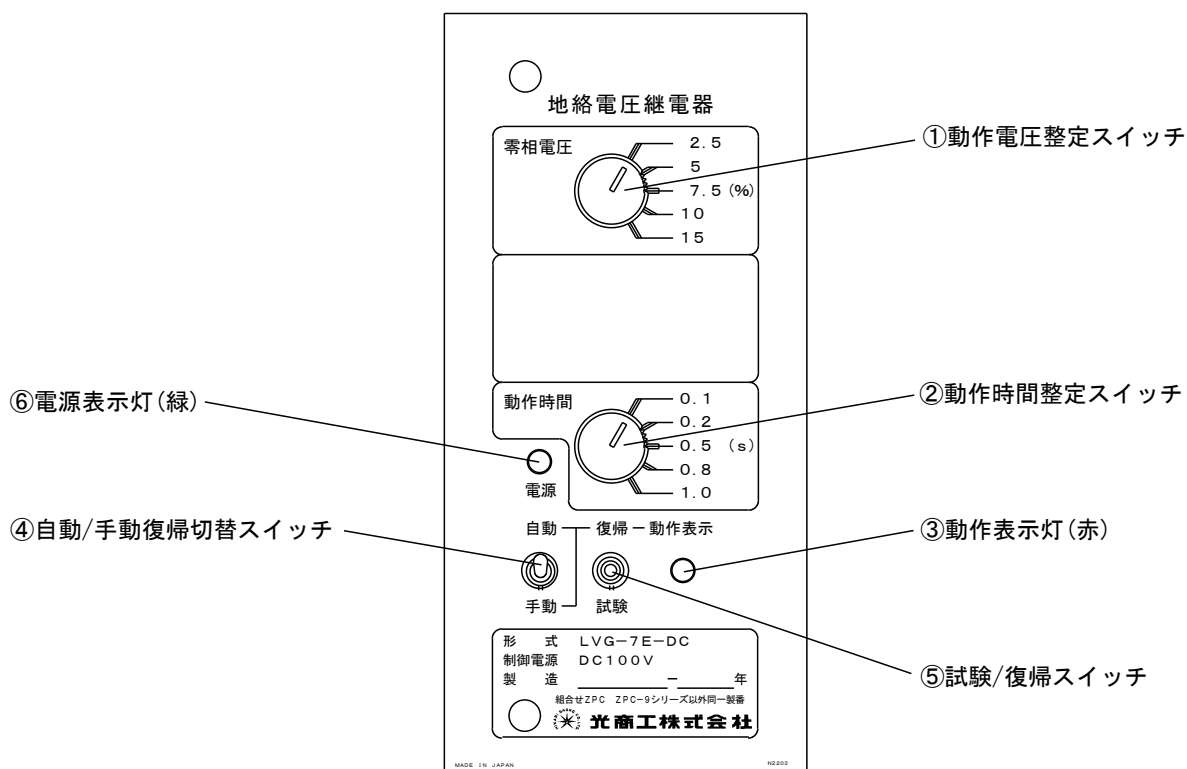 地絡電圧継電器
零相電圧
2.5
5
7.5(%)
10
15
①動作電圧整定スイッチ
動作時間
0.1
0.2
0.5 (s)
0.8
1.0
②動作時間整定スイッチ
⑥電源表示灯(緑)
電源
④自動/手動復帰切替スイッチ
自動
復帰-動作表示
手動
試験
③動作表示灯(赤)
⑤試験/復帰スイッチ
形 式 LVG-7E-DC
制御電源 DC100V
製 造 - 年
組合せZPC ZPC-9シリーズ以外同一製番
光商工株式会社
MADE IN JAPAN
N2203